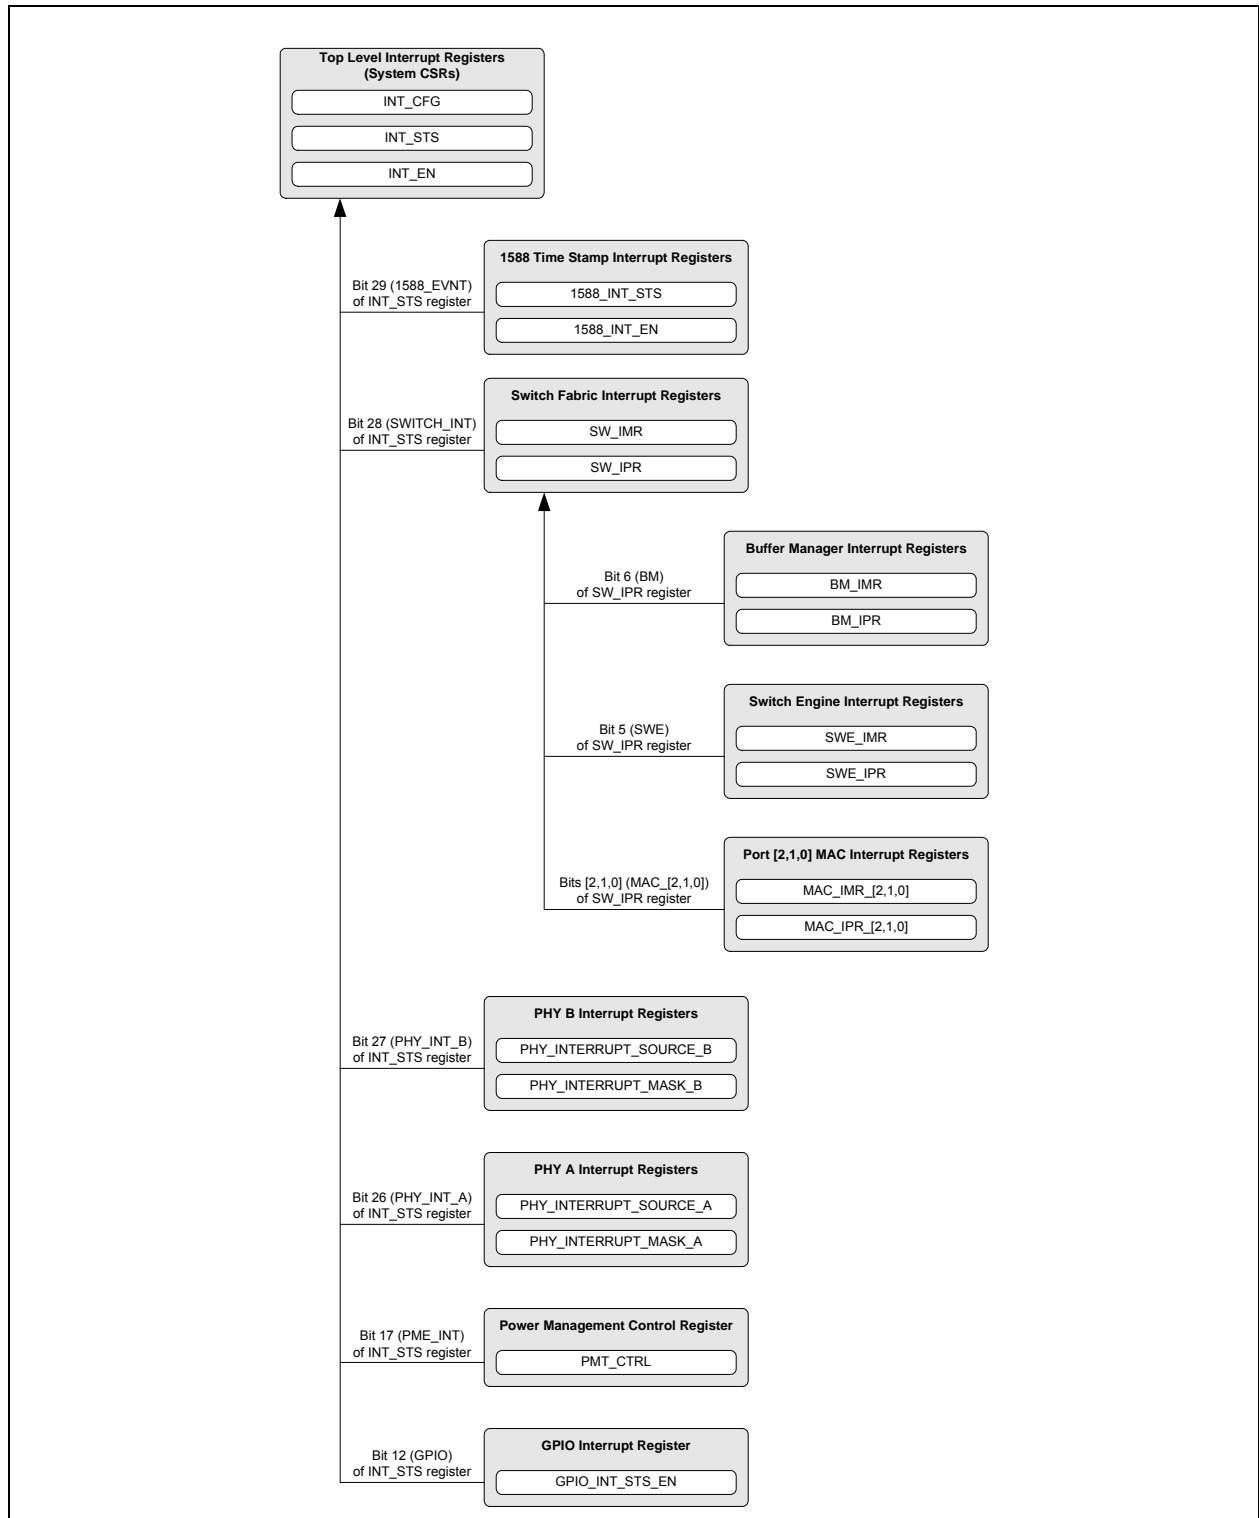 Top Level Interrupt Registers
(System CSRs)
INT_CFG
INT_STS
INT_EN
Bit 29 (1588_EVNT)
of INT_STS register
1588 Time Stamp Interrupt Registers
1588_INT_STS
1588_INT_EN
Bit 28 (SWITCH_INT)
of INT_STS register
Switch Fabric Interrupt Registers
SW_IMR
SW_IPR
Bit 6 (BM)
of SW_IPR register
Buffer Manager Interrupt Registers
BM_IMR
BM_IPR
Bit 5 (SWE)
of SW_IPR register
Switch Engine Interrupt Registers
SWE_IMR
SWE_IPR
Bits [2,1,0] (MAC_[2,1,0])
of SW_IPR register
Port [2,1,0] MAC Interrupt Registers
MAC_IMR_[2,1,0]
MAC_IPR_[2,1,0]
Bit 27 (PHY_INT_B)
of INT_STS register
PHY B Interrupt Registers
PHY_INTERRUPT_SOURCE_B
PHY_INTERRUPT_MASK_B
Bit 26 (PHY_INT_A)
of INT_STS register
PHY A Interrupt Registers
PHY_INTERRUPT_SOURCE_A
PHY_INTERRUPT_MASK_A
Bit 17 (PME_INT)
of INT_STS register
Power Management Control Register
PMT_CTRL
Bit 12 (GPIO)
of INT_STS register
GPIO Interrupt Register
GPIO_INT_STS_EN